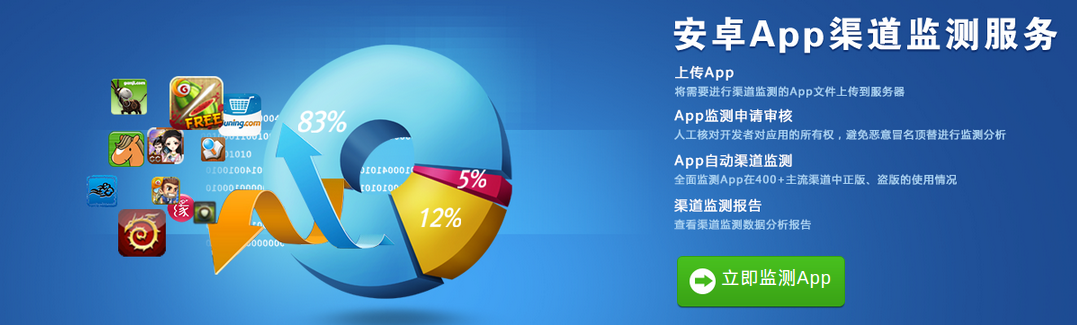 安卓App渠道监测服务
上传App
将需要进行渠道监测的App文件上传到服务器
App监测申请审核
人工核对开发者对应用的所有权，避免恶意冒名顶替进行监测分析
App自动渠道监测
全面监测App在400+主流渠道中正版、盗版的使用情况
渠道监测报告
查看渠道监测数据分析报告
立即监测App
83%
5%
12%
FREE
缘